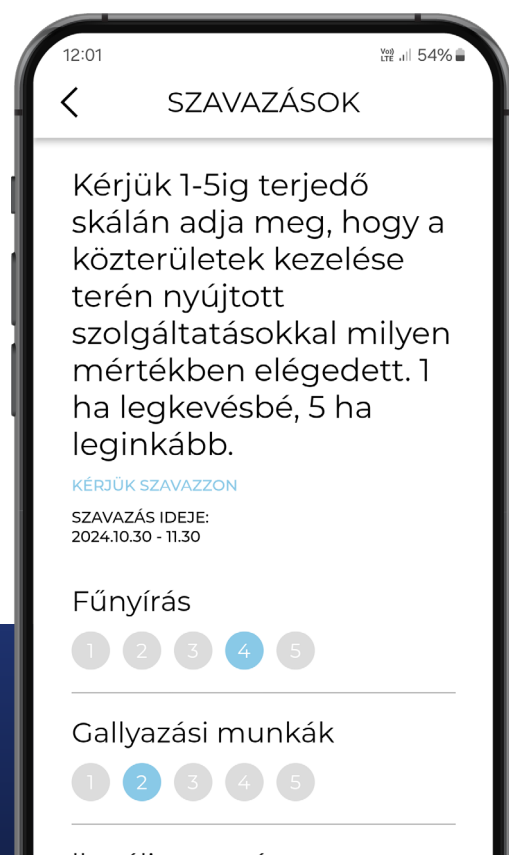 12:01 Vo)) LTE 54%
SZAVAZÁSOK
Kérjük 1-5ig terjedő
skálán adja meg, hogy a
közterületek kezelése
terén nyújtott
szolgáltatásokkal milyen
mértékben elégedett. 1
ha legkevésbé, 5 ha
leginkább.
KÉRJÜK SZAVAZZON
SZAVAZÁS IDEJE:
2024.10.30 - 11.30
Fűnyírás
1 2 3 4 5
Gallyazási munkák
1 2 3 4 5